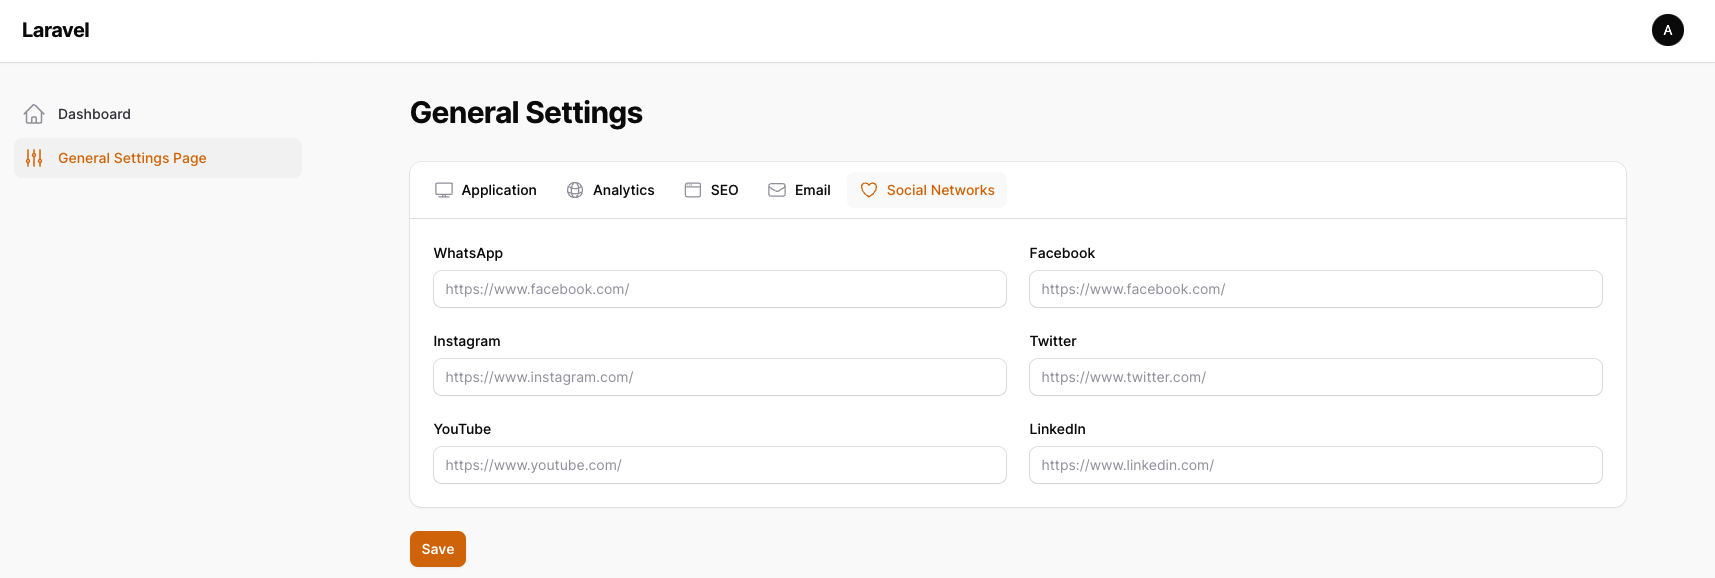 Laravel
A
Dashboard
General Settings Page
General Settings
Application Analytics SEO Email Social Networks
WhatsApp Facebook
https://www.facebook.com/ https://www.facebook.com/
Instagram Twitter
https://www.instagram.com/ https://www.twitter.com/
YouTube LinkedIn
https://www.youtube.com/ https://www.linkedin.com/
Save